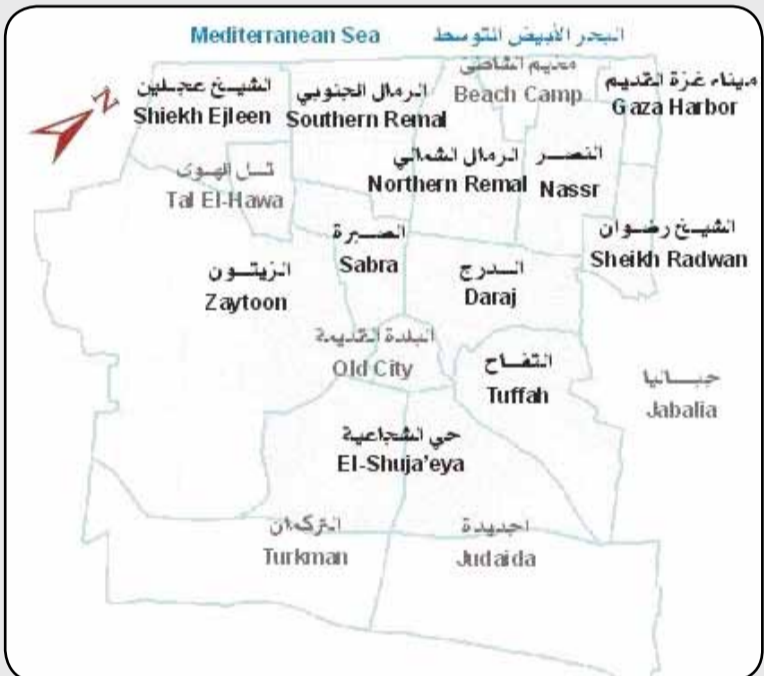 Mediterranean Sea البحر الأبيض المتوسط
الشيخ عجلين
Shiekh Ejleen
الرمال الجنوبي
Southern Remal
مخيم الشاطئ
Beach Camp
ميناء غزة القديم
Gaza Harbor
تل الهوى
Tal El-Hawa
الرمال الشمالي
Northern Remal
النصر
Nassr
الشيخ رضوان
Sheikh Radwan
الصبرة
Sabra
الزيتون
Zaytoon
الدرج
Daraj
البلدة القديمة
Old City
التفاح
Tuffah
جباليا
Jabalia
حي الشجاعية
El-Shuja'eya
التركمان
Turkman
اجديدة
Judaida
N